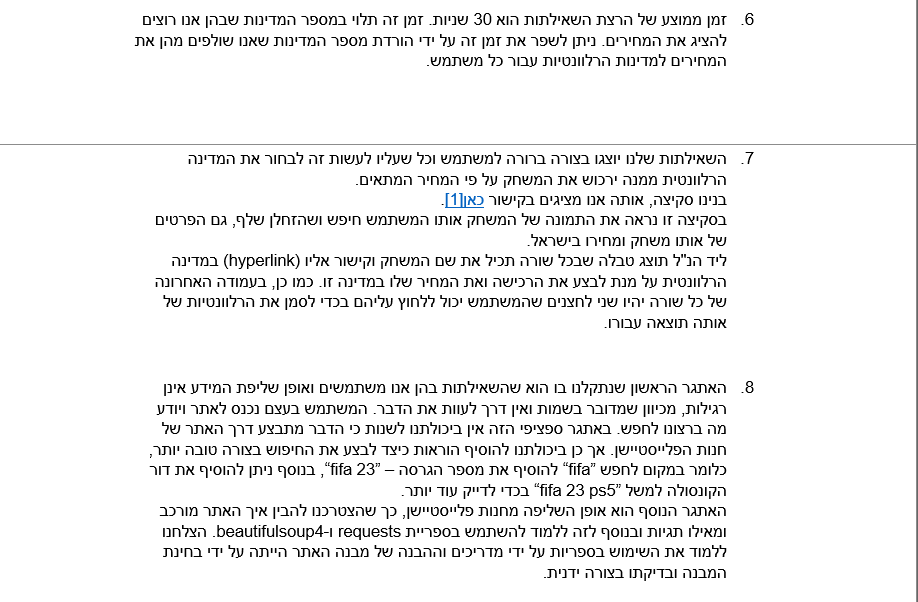 6. זמן ממוצע של הרצת השאילתות הוא 30 שניות. זמן זה תלוי במספר המדינות שבהן אנו רוצים
להציג את המחירים. ניתן לשפר את זמן זה על ידי הורדת מספר המדינות שאנו שולפים מהן את
המחירים למדינות הרלוונטיות עבור כל משתמש.
7. השאילתות שלנו יוצגו בצורה ברורה למשתמש וכל שעליו לעשות זה לבחור את המדינה
הרלוונטית ממנה ירכוש את המשחק על פי המחיר המתאים.
בנינו סקיצה, אותה אנו מציגים בקישור כאן[1].
בסקיצה זו נראה את התמונה של המשחק אותו המשתמש חיפש ושהזחלן שלף, גם הפרטים
של אותו משחק ומחירו בישראל.
ליד הנ"ל תוצג טבלה שבכל שורה תכיל את שם המשחק וקישור אליו (hyperlink) במדינה
הרלוונטית על מנת לבצע את הרכישה ואת המחיר שלו במדינה זו. כמו כן, בעמודה האחרונה
של כל שורה יהיו שני לחצנים שהמשתמש יכול ללחוץ עליהם בכדי לסמן את הרלוונטיות של
אותה תוצאה עבורו.
8. האתגר הראשון שנתקלנו בו הוא שהשאילתות בהן אנו משתמשים ואופן שליפת המידע אינן
רגילות, מכיוון שמדובר בשמות ואין דרך לעוות את הדבר. המשתמש בעצם נכנס לאתר ויודע
מה ברצונו לחפש. באתגר ספציפי הזה אין ביכולתנו לשנות כי הדבר מתבצע דרך האתר של
חנות הפלייסטיישן. אך כן ביכולתנו להוסיף הוראות כיצד לבצע את החיפוש בצורה טובה יותר,
כלומר במקום לחפש "fifa“ להוסיף את מספר הגרסה – "fifa 23“, בנוסף ניתן להוסיף את דור
הקונסולה למשל "fifa 23 ps5“ בכדי לדייק עוד יותר.
האתגר הנוסף הוא אופן השליפה מחנות פלייסטיישן, כך שהצטרכנו להבין איך האתר מורכב
ומאילו תגיות ובנוסף לזה ללמוד להשתמש בספריית requests ו-beautifulsoup4. הצלחנו
ללמוד את השימוש בספריות על ידי מדריכים וההבנה של מבנה האתר הייתה על ידי בחינת
המבנה ובדיקתו בצורה ידנית.